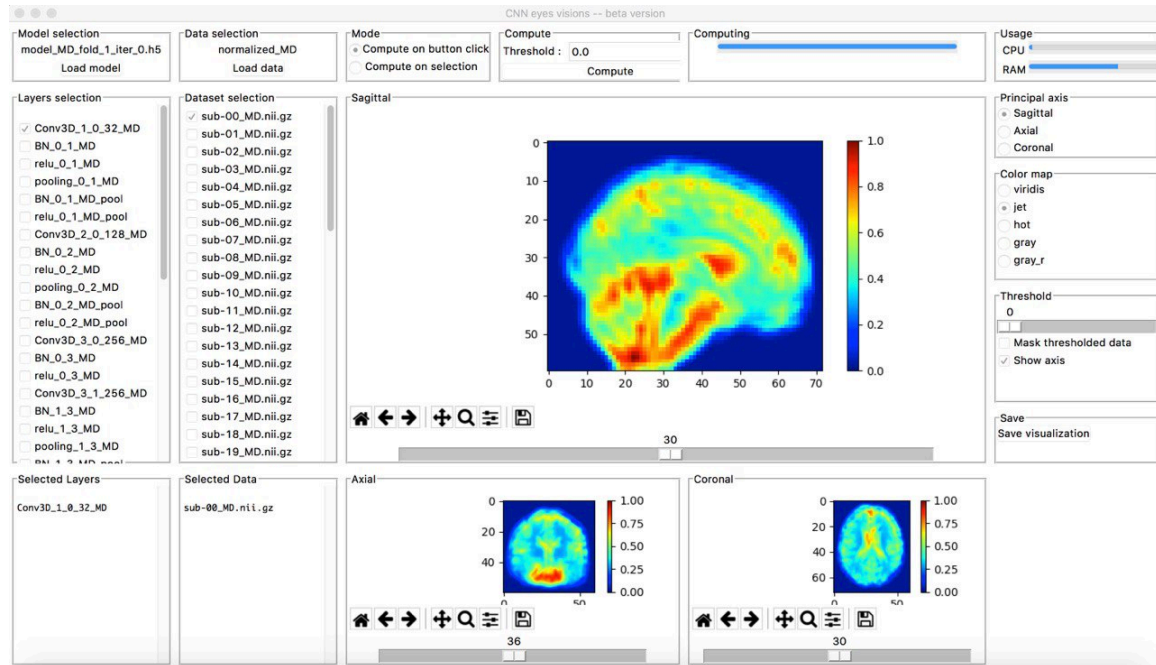 CNN eyes visions -- beta version
Model selection
model_MD_fold_1_iter_0.h5
Load model
Data selection
normalized_MD
Load data
Mode
Compute on button click
Compute on selection
Compute
Threshold : 0.0
Compute
Computing
Usage
CPU
RAM
Layers selection
Conv3D_1_0_32_MD
BN_0_1_MD
relu_0_1_MD
pooling_0_1_MD
BN_0_1_MD_pool
relu_0_1_MD_pool
Conv3D_2_0_128_MD
BN_0_2_MD
relu_0_2_MD
pooling_0_2_MD
BN_0_2_MD_pool
relu_0_2_MD_pool
Conv3D_3_0_256_MD
BN_0_3_MD
relu_0_3_MD
Conv3D_3_1_256_MD
BN_1_3_MD
relu_1_3_MD
pooling_1_3_MD
BN_1_3_MD_pool
Dataset selection
sub-00_MD.nii.gz
sub-01_MD.nii.gz
sub-02_MD.nii.gz
sub-03_MD.nii.gz
sub-04_MD.nii.gz
sub-05_MD.nii.gz
sub-06_MD.nii.gz
sub-07_MD.nii.gz
sub-08_MD.nii.gz
sub-09_MD.nii.gz
sub-10_MD.nii.gz
sub-11_MD.nii.gz
sub-12_MD.nii.gz
sub-13_MD.nii.gz
sub-14_MD.nii.gz
sub-15_MD.nii.gz
sub-16_MD.nii.gz
sub-17_MD.nii.gz
sub-18_MD.nii.gz
sub-19_MD.nii.gz
Sagittal
0
10
20
30
40
50
0 10 20 30 40 50 60 70
1.0
0.8
0.6
0.4
0.2
0.0
30
Principal axis
Sagittal
Axial
Coronal
Color map
viridis
jet
hot
gray
gray_r
Threshold
0
Mask thresholded data
Show axis
Save
Save visualization
Selected Layers
Conv3D_1_0_32_MD
Selected Data
sub-00_MD.nii.gz
Axial
0
20
40
0 50
1.00
0.75
0.50
0.25
0.00
36
Coronal
0
20
40
60
0 50
1.00
0.75
0.50
0.25
0.00
30